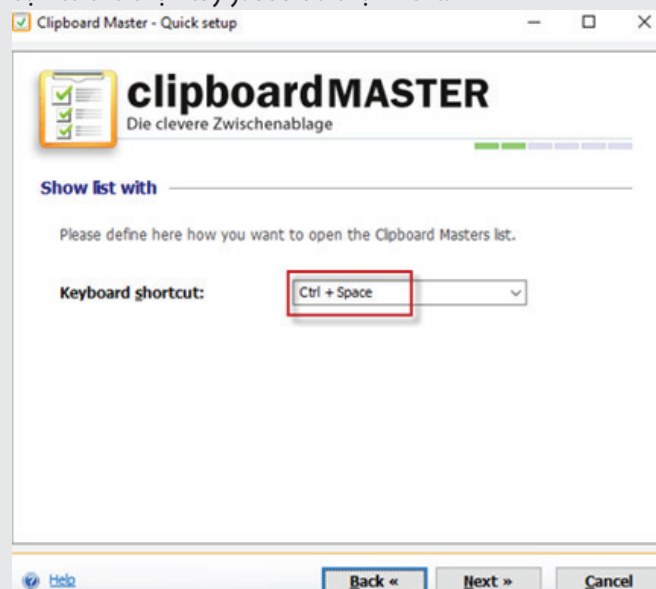 Clipboard Master - Quick setup
clipboardMASTER
Die clevere Zwischenablage
Show list with
Please define here how you want to open the Clipboard Masters list.
Keyboard shortcut:
Ctrl + Space
Help
Back «
Next »
Cancel